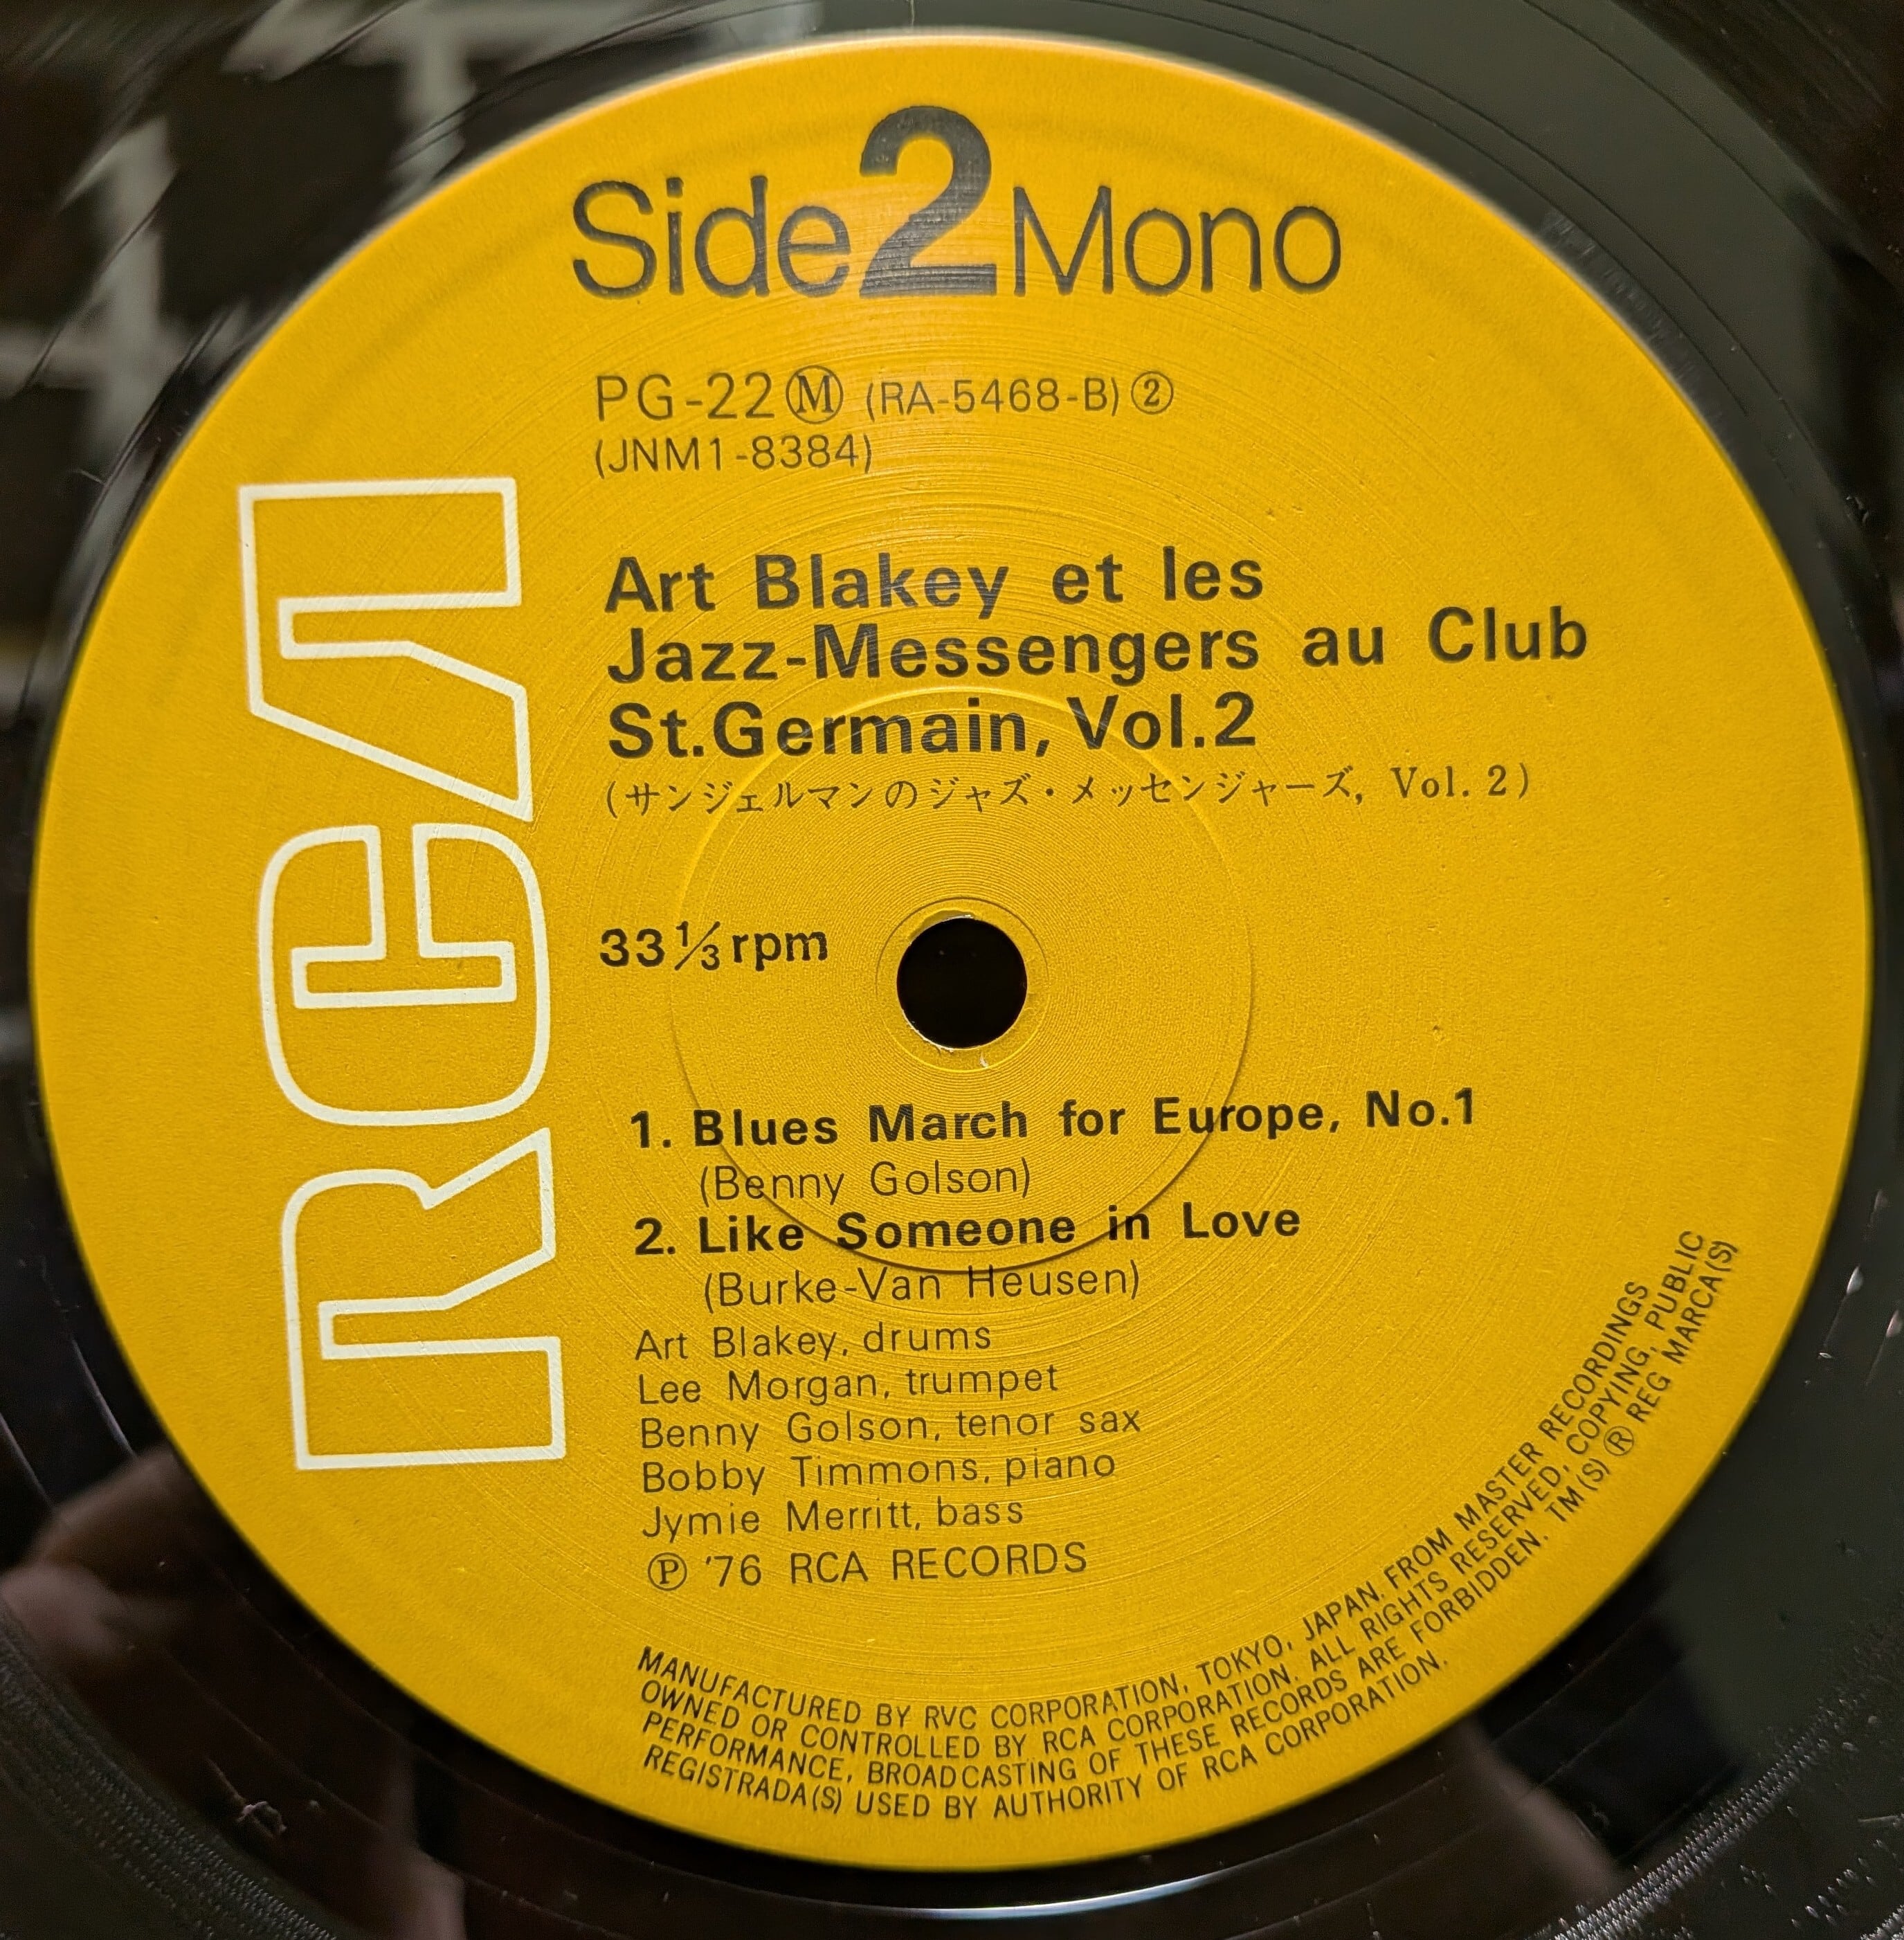 Side 2 Mono
PG-22 Ⓜ (RA-5468-B) ②
(JNM1-8384)
RCA
Art Blakey et les
Jazz-Messengers au Club
St.Germain, Vol.2
(サンジェルマンのジャズ・メッセンジャーズ, Vol. 2)
33 1/3 rpm
1. Blues March for Europe, No.1
(Benny Golson)
2. Like Someone in Love
(Burke-Van Heusen)
Art Blakey, drums
Lee Morgan, trumpet
Benny Golson, tenor sax
Bobby Timmons, piano
Jymie Merritt, bass
Ⓟ '76 RCA RECORDS
MANUFACTURED BY RVC CORPORATION, TOKYO, JAPAN. FROM MASTER RECORDINGS
OWNED OR CONTROLLED BY RCA CORPORATION. ALL RIGHTS RESERVED, COPYING, PUBLIC
PERFORMANCE, BROADCASTING OF THESE RECORDS ARE FORBIDDEN. TM(S) ® REG MARCA(S)
REGISTRADA(S) USED BY AUTHORITY OF RCA CORPORATION.